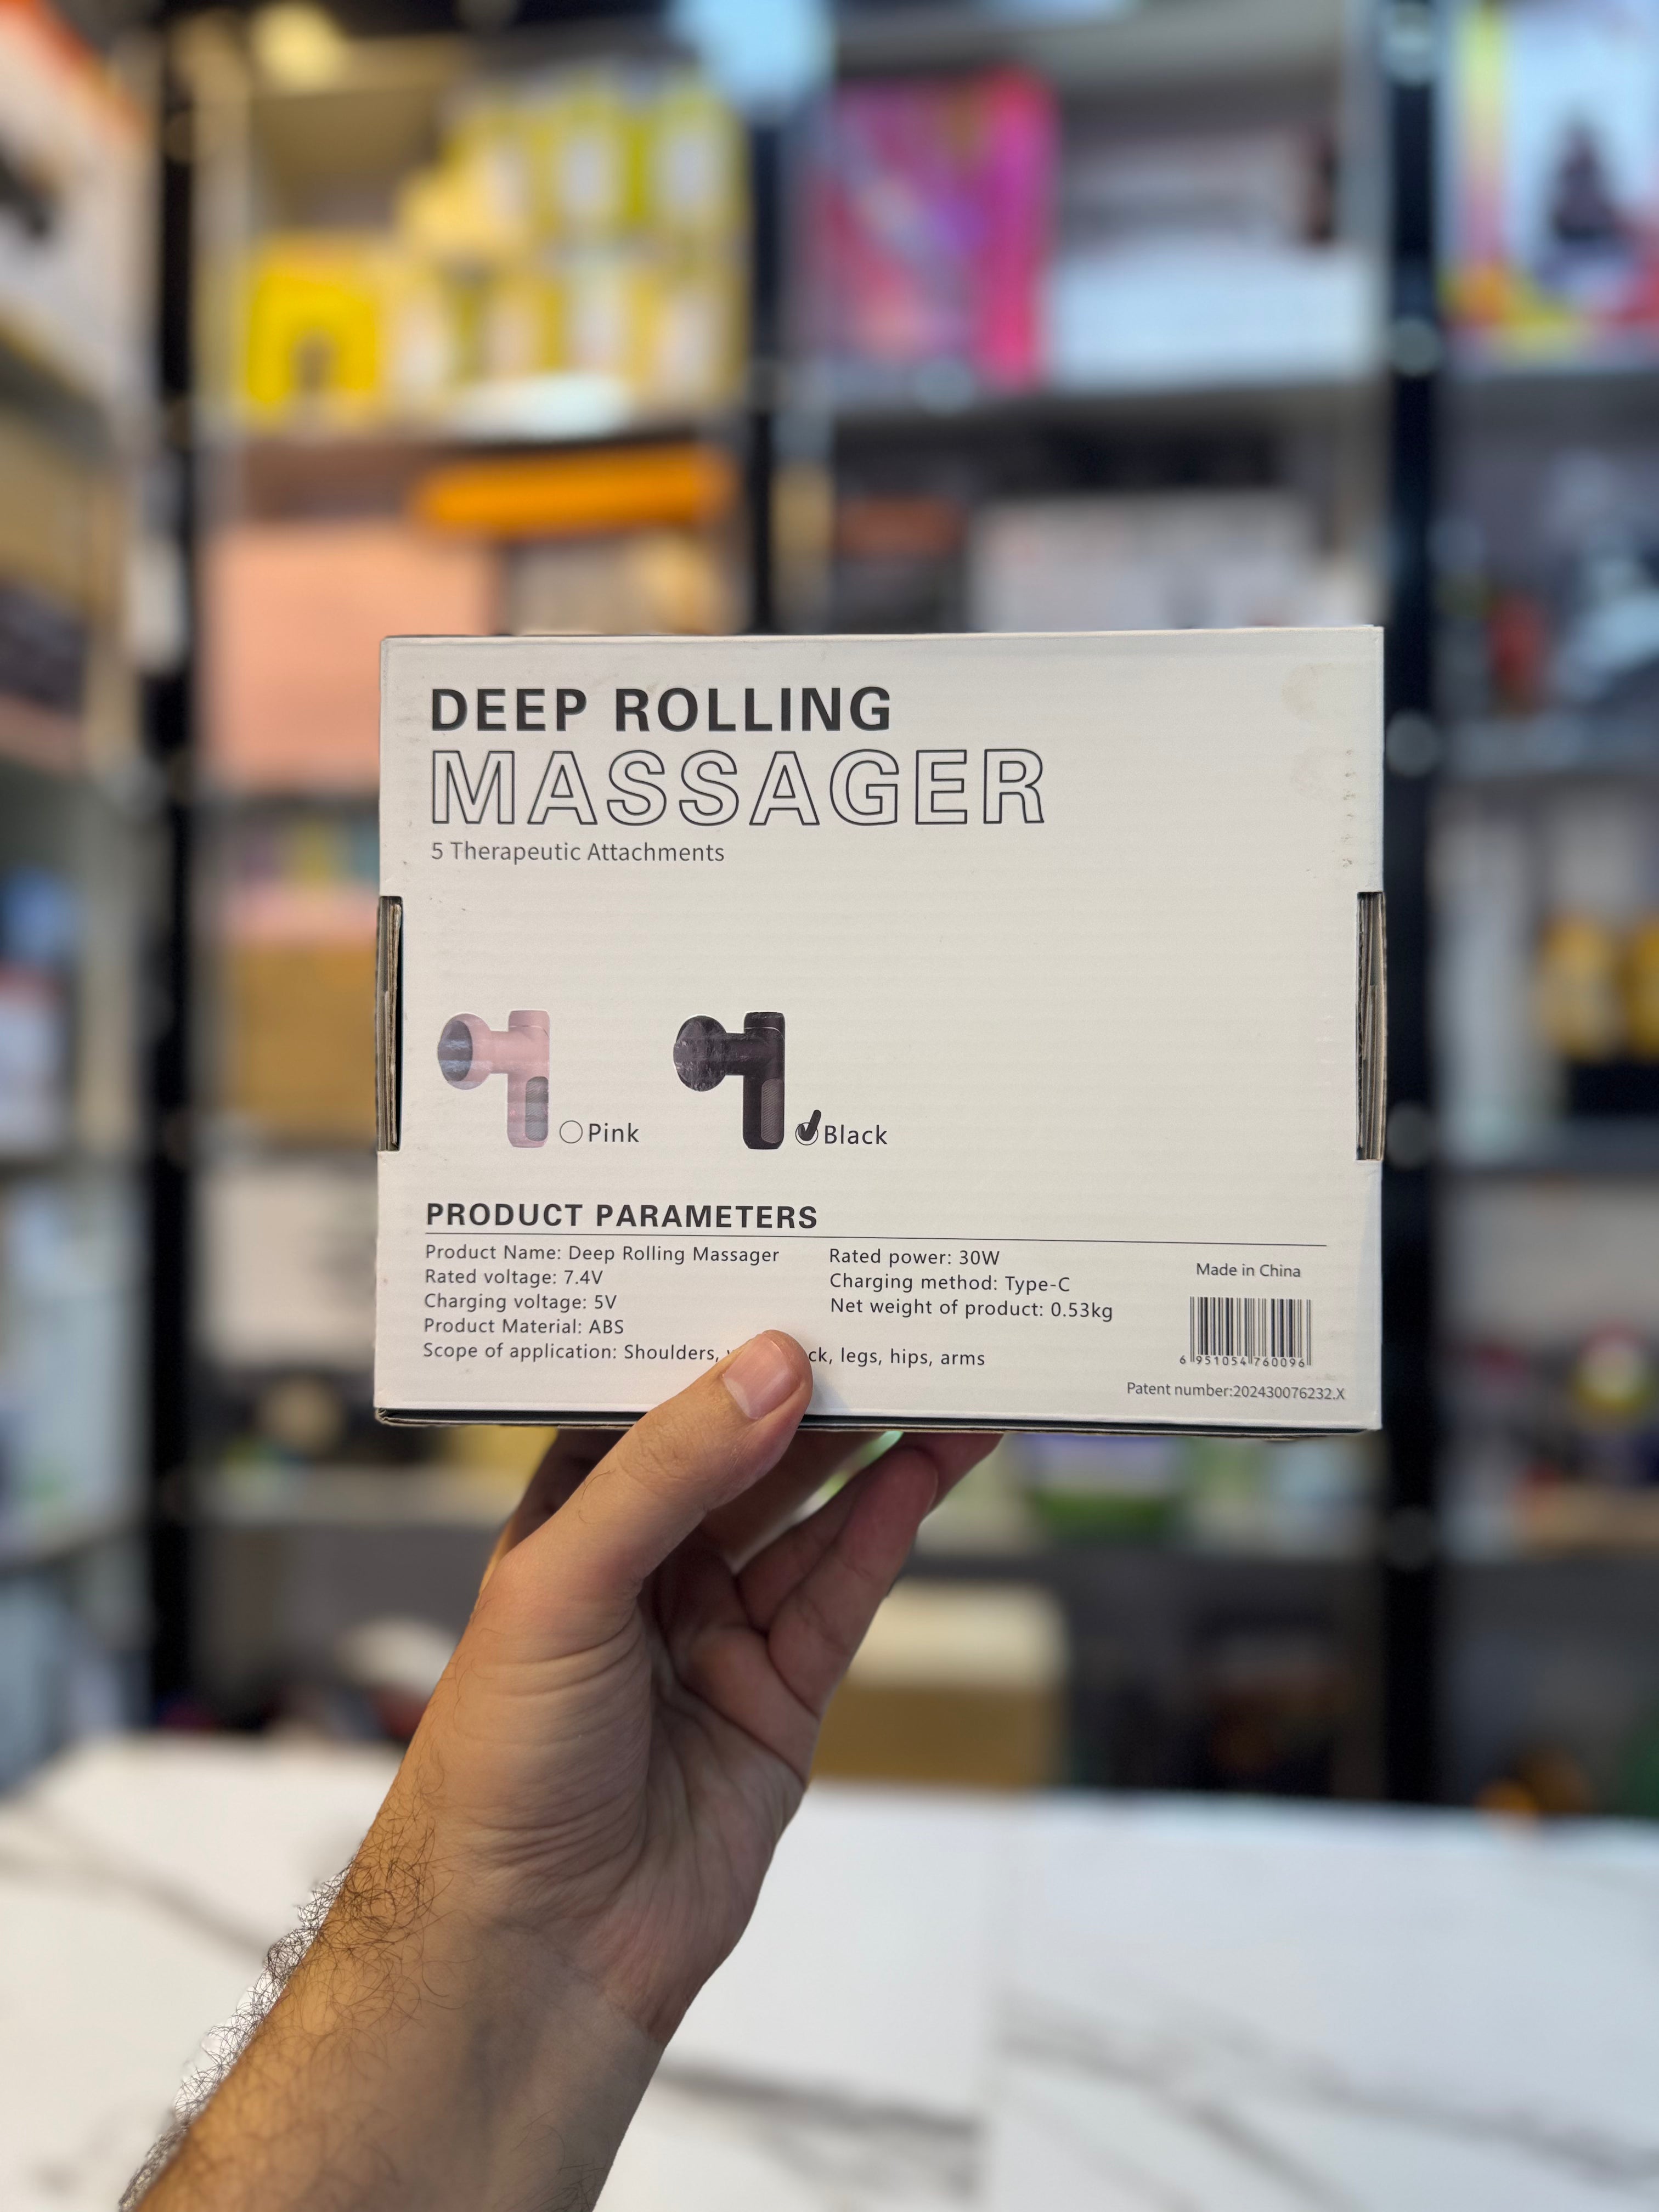 DEEP ROLLING
MASSAGER
5 Therapeutic Attachments
Pink
Black
PRODUCT PARAMETERS
Product Name: Deep Rolling Massager
Rated voltage: 7.4V
Charging voltage: 5V
Product Material: ABS
Scope of application: Shoulders, legs, hips, arms
Rated power: 30W
Charging method: Type-C
Net weight of product: 0.53kg
Made in China
6 951054 760096
Patent number:202430076232.X